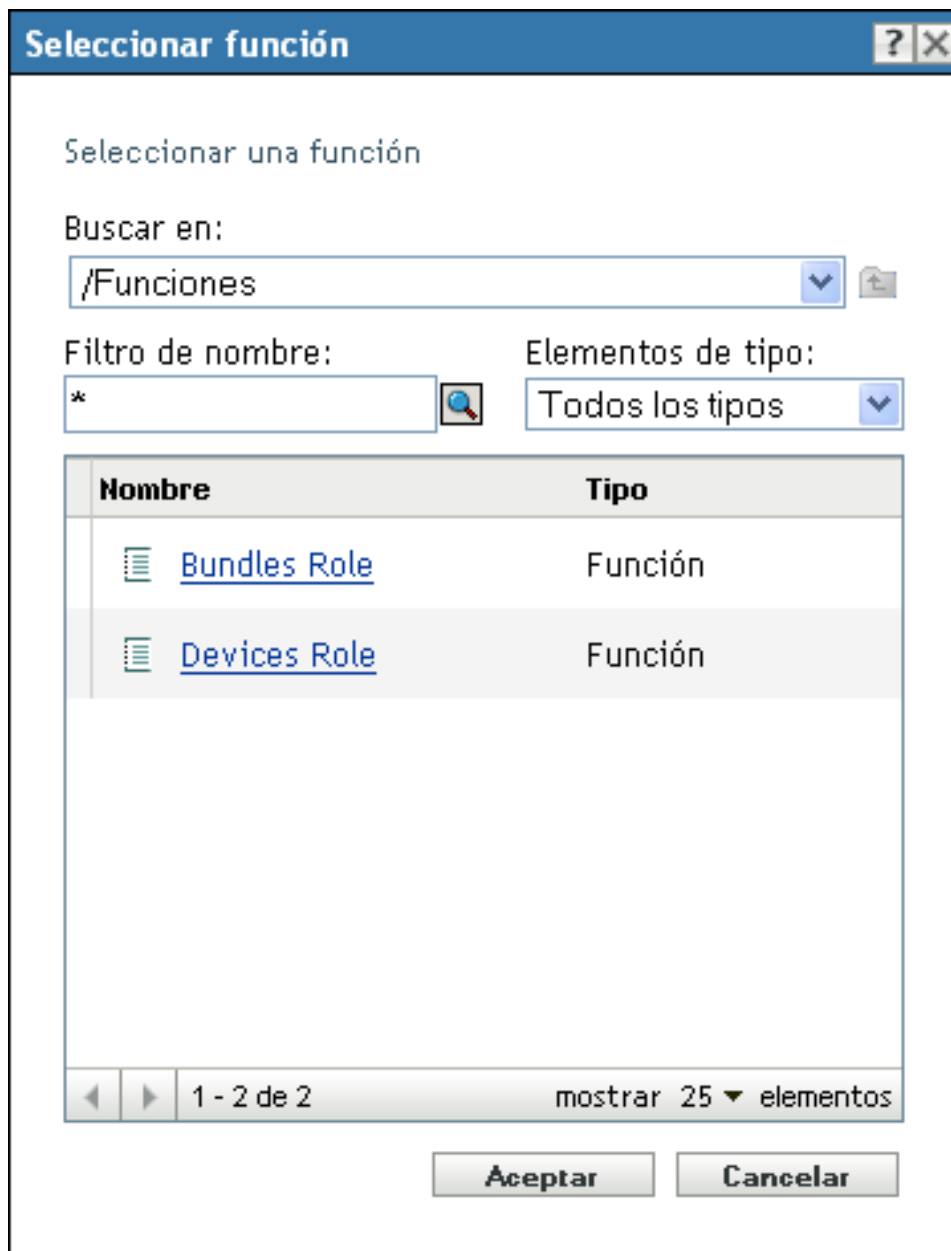 Seleccionar función
Seleccionar una función
Buscar en:
/Funciones
Filtro de nombre: Elementos de tipo:
* Todos los tipos
Nombre Tipo
Bundles Role Función
Devices Role Función
1 - 2 de 2 mostrar 25 elementos
Aceptar Cancelar